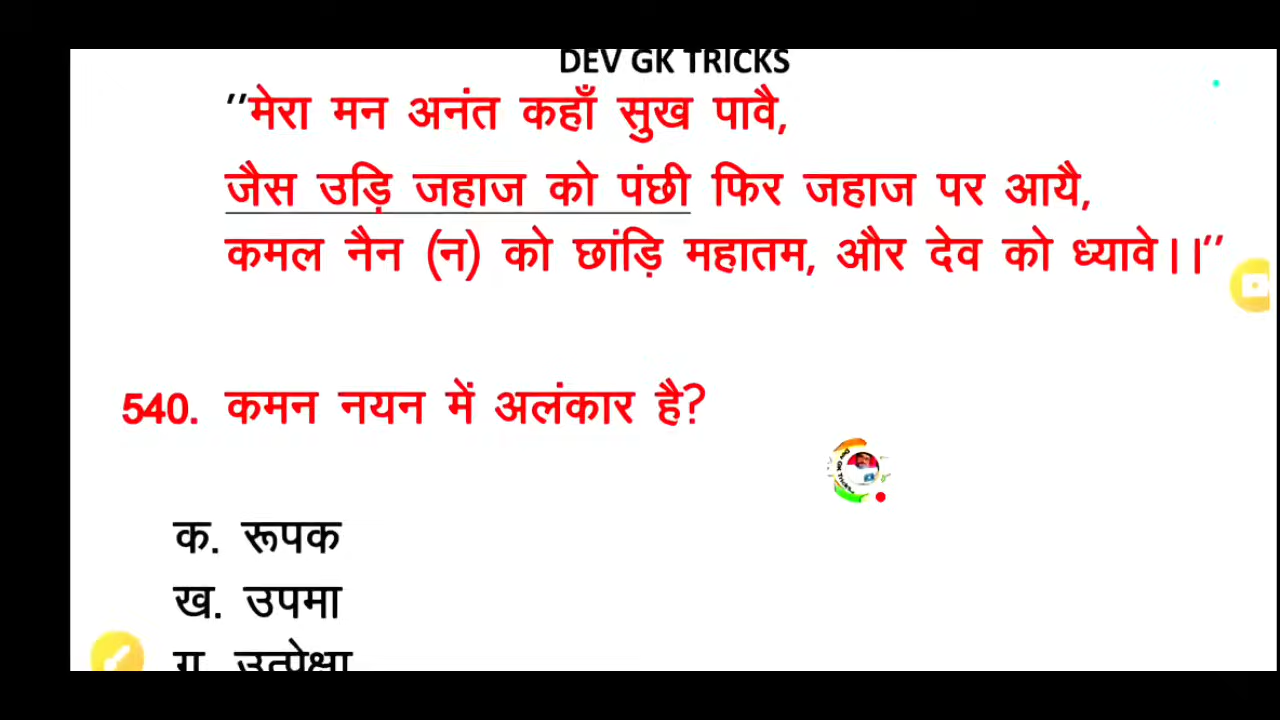 DEV GK TRICKS
''मेरा मन अनंत कहाँ सुख पावै,
जैस उड़ि जहाज को पंछी फिर जहाज पर आयै,
कमल नैन (न) को छांड़ि महातम, और देव को ध्यावे।।''
540. कमन नयन में अलंकार है?
क. रूपक
ख. उपमा
ग. उत्प्रेक्षा